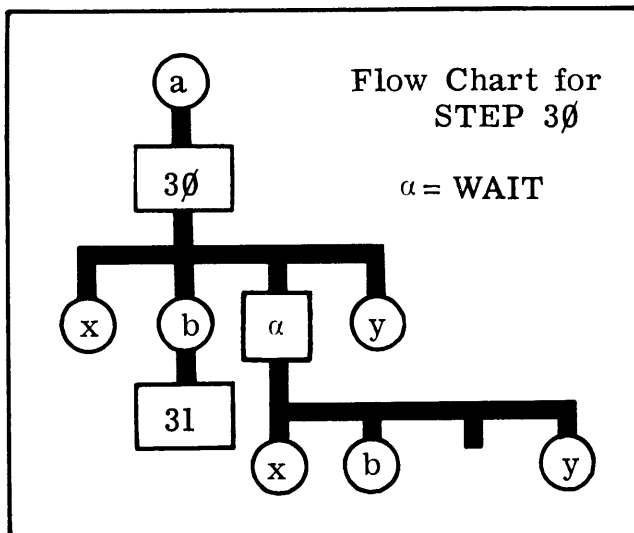 a
Flow Chart for
STEP 3Ø
3Ø
α = WAIT
x
b
α
y
31
x
b
y